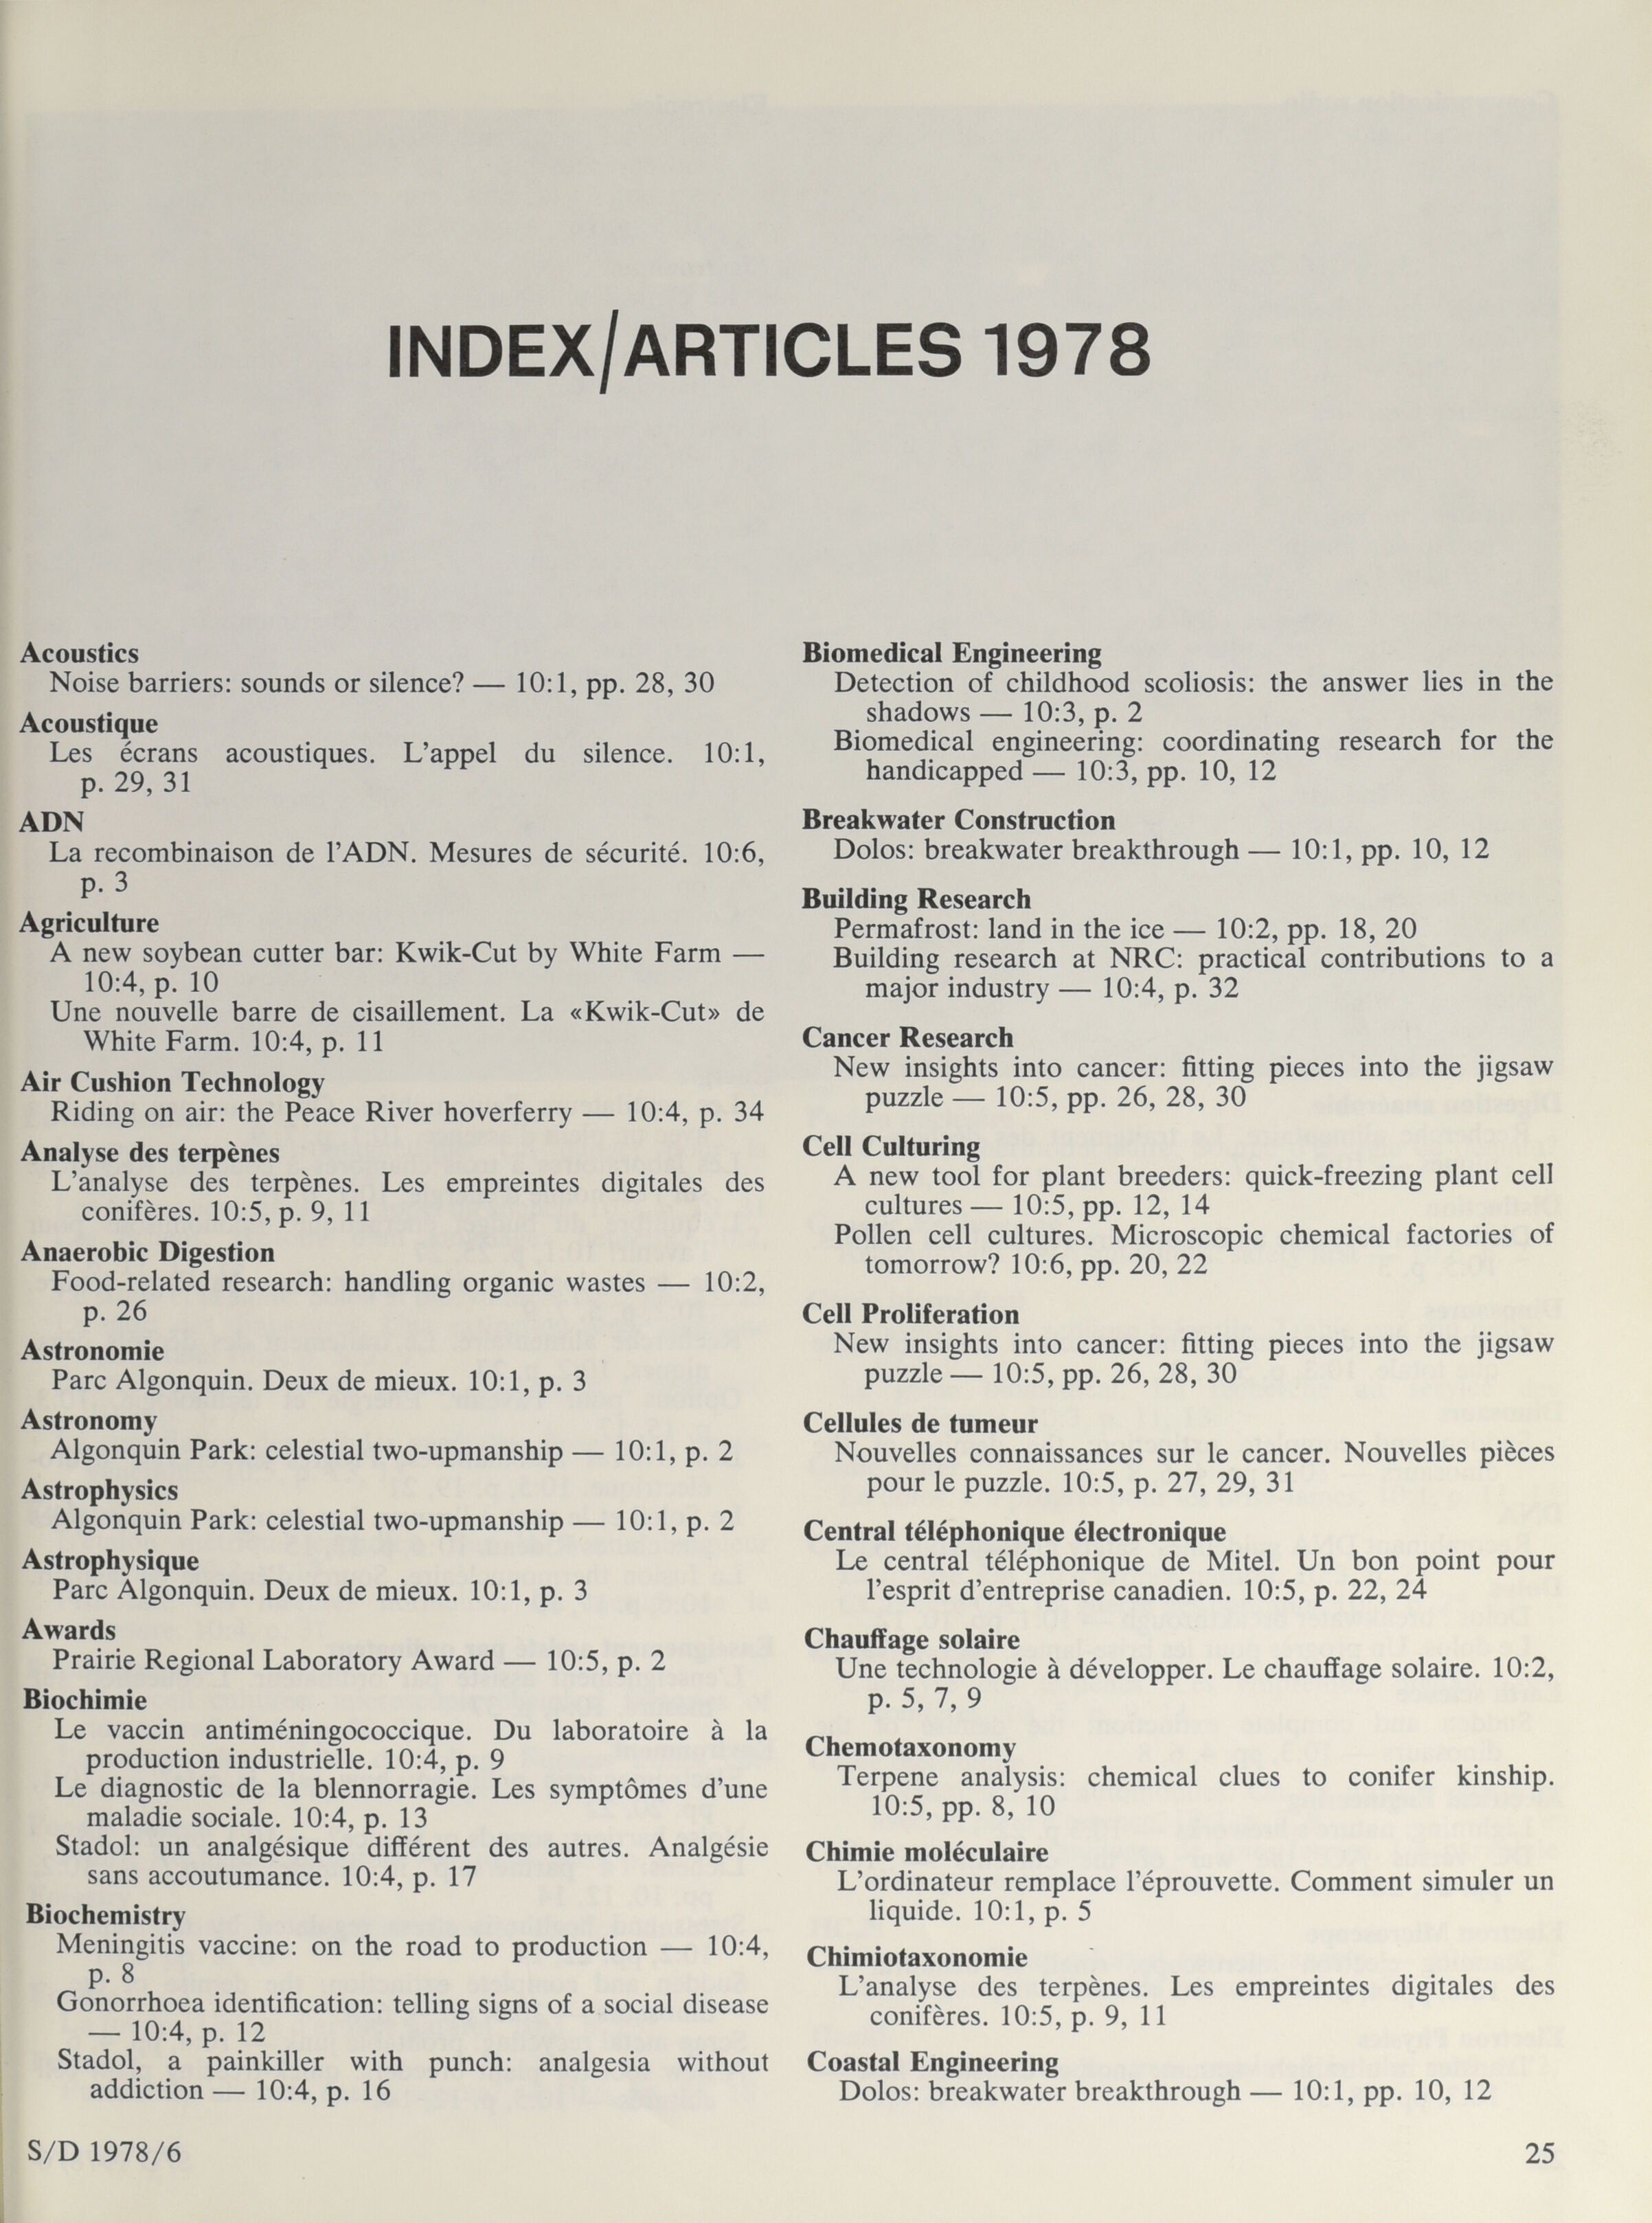 INDEX/ARTICLES 1978
Acoustics
Noise barriers: sounds or silence? — 10:1, pp. 28, 30
Acoustique
Les écrans acoustiques. L'appel du silence. 10:1,
p. 29, 31
ADN
La recombinaison de l'ADN. Mesures de sécurité. 10:6,
p. 3
Agriculture
A new soybean cutter bar: Kwik-Cut by White Farm —
10:4, p. 10
Une nouvelle barre de cisaillement. La «Kwik-Cut» de
White Farm. 10:4, p. 11
Air Cushion Technology
Riding on air: the Peace River hoverferry — 10:4, p. 34
Analyse des terpènes
L'analyse des terpènes. Les empreintes digitales des
conifères. 10:5, p. 9, 11
Anaerobic Digestion
Food-related research: handling organic wastes — 10:2,
p. 26
Astronomie
Parc Algonquin. Deux de mieux. 10:1, p. 3
Astronomy
Algonquin Park: celestial two-upmanship — 10:1, p. 2
Astrophysics
Algonquin Park: celestial two-upmanship — 10:1, p. 2
Astrophysique
Parc Algonquin. Deux de mieux. 10:1, p. 3
Awards
Prairie Regional Laboratory Award — 10:5, p. 2
Biochimie
Le vaccin antiméningococcique. Du laboratoire à la
production industrielle. 10:4, p. 9
Le diagnostic de la blennorragie. Les symptômes d'une
maladie sociale. 10:4, p. 13
Stadol: un analgésique différent des autres. Analgésie
sans accoutumance. 10:4, p. 17
Biochemistry
Meningitis vaccine: on the road to production — 10:4,
p. 8
Gonorrhoea identification: telling signs of a social disease
— 10:4, p. 12
Stadol, a painkiller with punch: analgesia without
addiction — 10:4, p. 16
Biomedical Engineering
Detection of childhood scoliosis: the answer lies in the
shadows — 10:3, p. 2
Biomedical engineering: coordinating research for the
handicapped — 10:3, pp. 10, 12
Breakwater Construction
Dolos: breakwater breakthrough — 10:1, pp. 10, 12
Building Research
Permafrost: land in the ice — 10:2, pp. 18, 20
Building research at NRC: practical contributions to a
major industry — 10:4, p. 32
Cancer Research
New insights into cancer: fitting pieces into the jigsaw
puzzle — 10:5, pp. 26, 28, 30
Cell Culturing
A new tool for plant breeders: quick-freezing plant cell
cultures — 10:5, pp. 12, 14
Pollen cell cultures. Microscopic chemical factories of
tomorrow? 10:6, pp. 20, 22
Cell Proliferation
New insights into cancer: fitting pieces into the jigsaw
puzzle — 10:5, pp. 26, 28, 30
Cellules de tumeur
Nouvelles connaissances sur le cancer. Nouvelles pièces
pour le puzzle. 10:5, p. 27, 29, 31
Central téléphonique électronique
Le central téléphonique de Mitel. Un bon point pour
l'esprit d'entreprise canadien. 10:5, p. 22, 24
Chauffage solaire
Une technologie à développer. Le chauffage solaire. 10:2,
p. 5, 7, 9
Chemotaxonomy
Terpene analysis: chemical clues to conifer kinship.
10:5, pp. 8, 10
Chimie moléculaire
L'ordinateur remplace l'éprouvette. Comment simuler un
liquide. 10:1, p. 5
Chimiotaxonomie
L'analyse des terpènes. Les empreintes digitales des
conifères. 10:5, p. 9, 11
Coastal Engineering
Dolos: breakwater breakthrough — 10:1, pp. 10, 12
S/D 1978/6
25